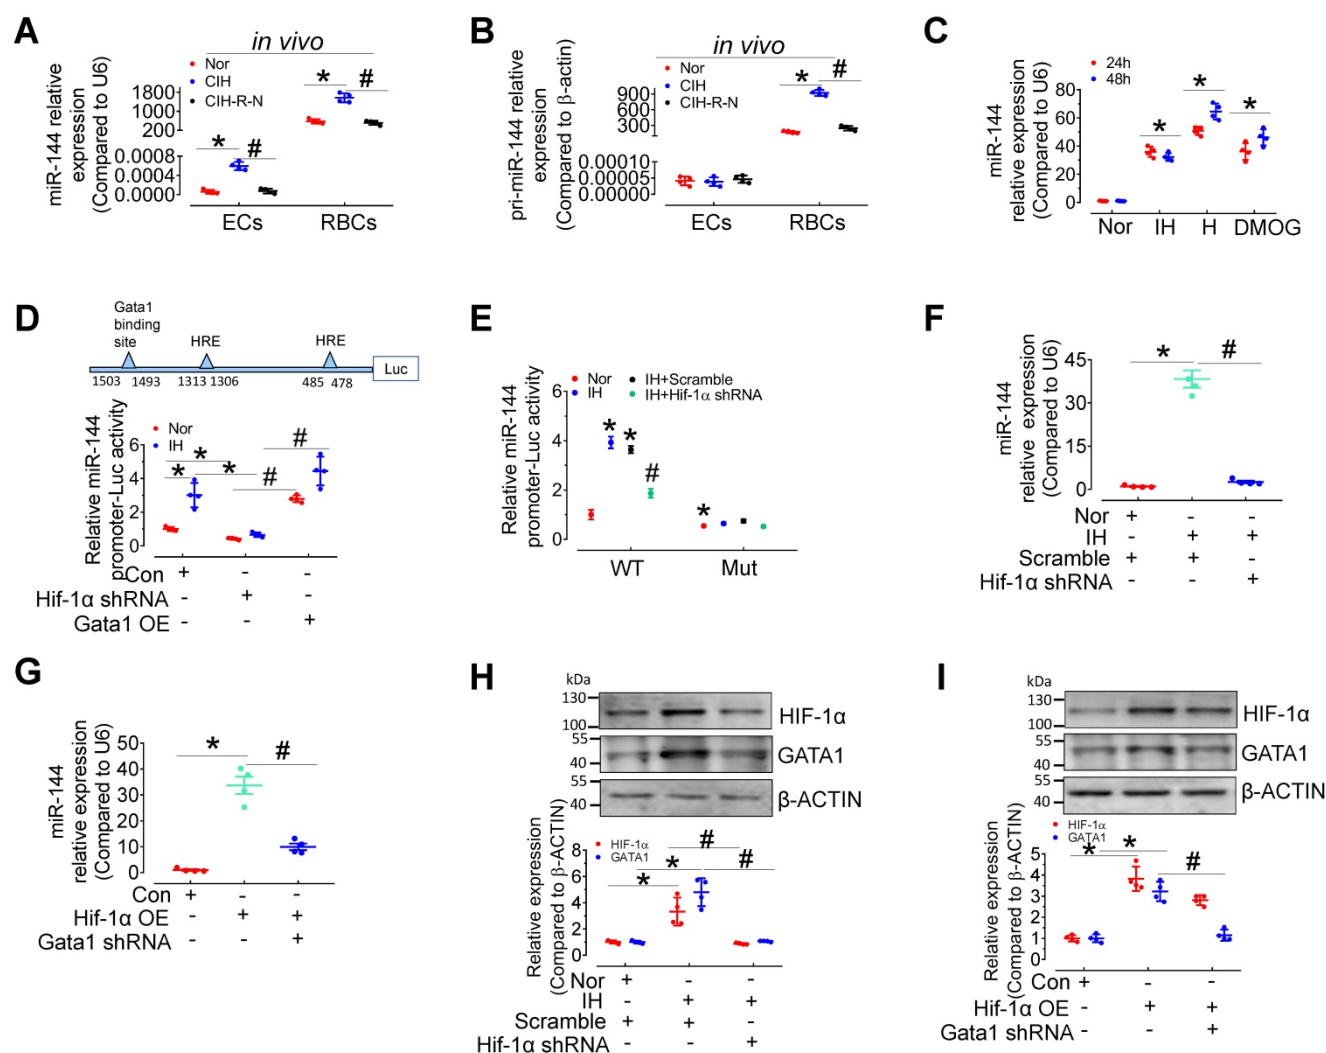 A
in vivo
Nor
CIH
CIH-R-N
miR-144 relative
expression
(Compared to U6)
1800
1000
200
0.0008
0.0004
0.0000
* # * #
ECs RBCs
B
in vivo
Nor
CIH
CIH-R-N
pri-miR-144 relative
expression
(Compared to β-actin)
900
600
300
0.00010
0.00005
0.00000
* #
ECs RBCs
C
24h
48h
miR-144
relative expression
(Compared to U6)
80
60
40
20
0
* * *
Nor IH H DMOG
D
Gata1
binding
site
HRE HRE
1503 1493 1313 1306 485 478
Luc
Nor
IH
Relative miR-144
promoter-Luc activity
6
4
2
0
* * * # #
Con + - -
Hif-1α shRNA - + -
Gata1 OE - - +
E
Nor
IH
IH+Scramble
IH+Hif-1α shRNA
Relative miR-144
promoter-Luc activity
6
4
2
0
* * # *
WT Mut
F
miR-144
relative expression
(Compared to U6)
45
30
15
0
* #
Nor + - -
IH - + +
Scramble + + -
Hif-1α shRNA - - +
G
miR-144
relative expression
(Compared to U6)
50
40
30
20
10
0
* #
Con + - -
Hif-1α OE - + +
Gata1 shRNA - - +
H
kDa
130
100
HIF-1α
55
40
GATA1
55
40
β-ACTIN
HIF-1α
GATA1
Relative expression
(Compared to β-ACTIN)
8
6
4
2
0
* * # #
Nor + - -
IH - + +
Scramble + + -
Hif-1α shRNA - - +
I
kDa
130
100
HIF-1α
55
40
GATA1
55
40
β-ACTIN
HIF-1α
GATA1
Relative expression
(Compared to β-ACTIN)
5
4
3
2
1
0
* * #
Con + - -
Hif-1α OE - + +
Gata1 shRNA - - +